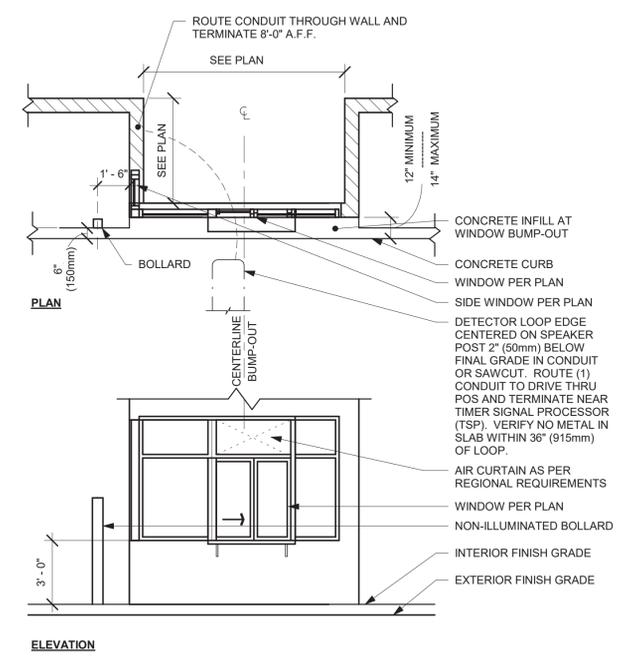 ROUTE CONDUIT THROUGH WALL AND
TERMINATE 8'-0" A.F.F.
SEE PLAN
℄
SEE PLAN
12" MINIMUM
14" MAXIMUM
1' - 6"
6"
(150mm)
BOLLARD
PLAN
CONCRETE INFILL AT
WINDOW BUMP-OUT
CONCRETE CURB
WINDOW PER PLAN
SIDE WINDOW PER PLAN
DETECTOR LOOP EDGE
CENTERED ON SPEAKER
POST 2" (50mm) BELOW
FINAL GRADE IN CONDUIT
OR SAWCUT. ROUTE (1)
CONDUIT TO DRIVE THRU
POS AND TERMINATE NEAR
TIMER SIGNAL PROCESSOR
(TSP). VERIFY NO METAL IN
SLAB WITHIN 36" (915mm)
OF LOOP.
CENTERLINE
BUMP-OUT
AIR CURTAIN AS PER
REGIONAL REQUIREMENTS
WINDOW PER PLAN
NON-ILLUMINATED BOLLARD
3' - 0"
INTERIOR FINISH GRADE
EXTERIOR FINISH GRADE
ELEVATION